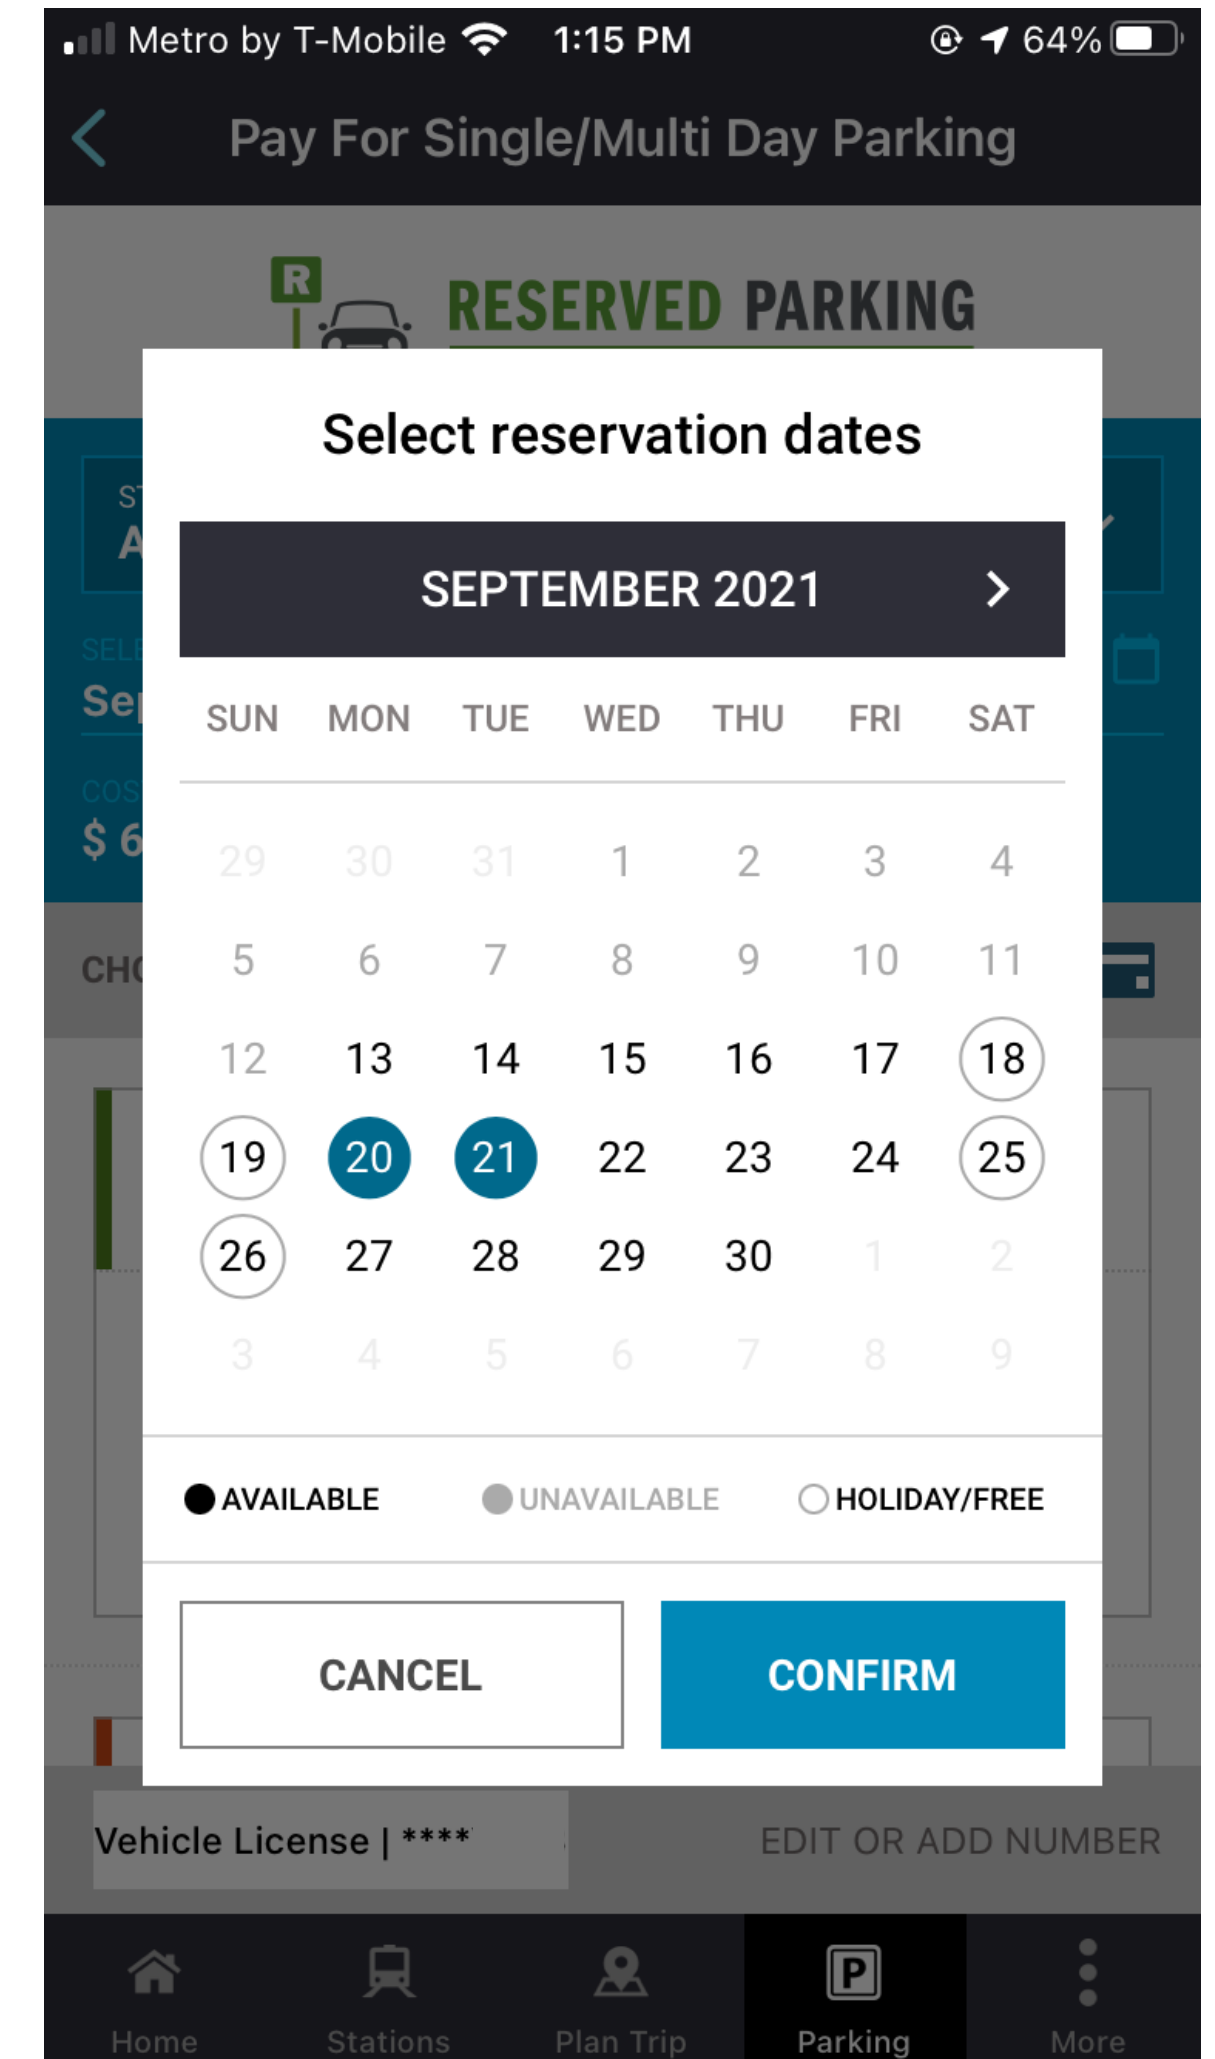 Metro by T-Mobile 1:15 PM 64%
Pay For Single/Multi Day Parking
R
RESERVED PARKING
Select reservation dates
SEPTEMBER 2021
SUN MON TUE WED THU FRI SAT
29 30 31 1 2 3 4
5 6 7 8 9 10 11
12 13 14 15 16 17 18
19 20 21 22 23 24 25
26 27 28 29 30 1 2
3 4 5 6 7 8 9
AVAILABLE UNAVAILABLE HOLIDAY/FREE
CANCEL CONFIRM
$ 6
Vehicle License | **** EDIT OR ADD NUMBER
P
Home Stations Plan Trip Parking More